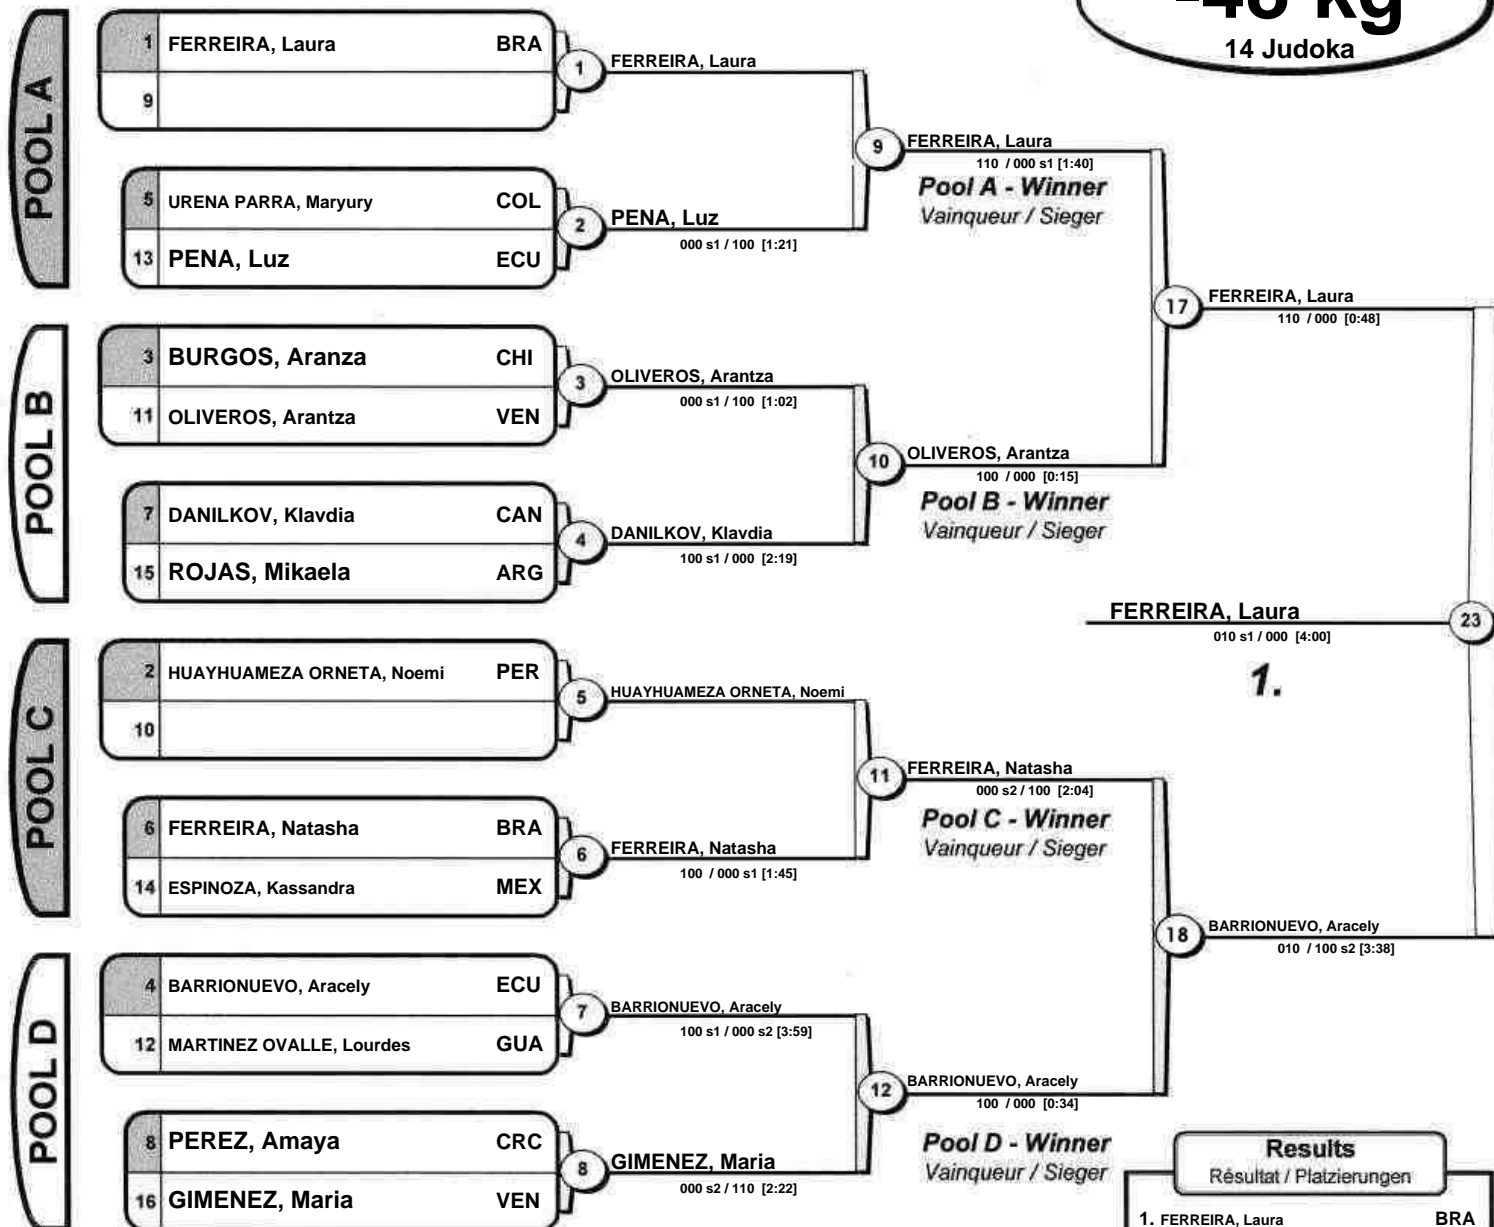 -48 kg
14 Judoka
POOL A
1 FERREIRA, Laura BRA
9
1
FERREIRA, Laura
5 URENA PARRA, Maryury COL
13 PENA, Luz ECU
2
PENA, Luz
000 s1 / 100 [1:21]
9
FERREIRA, Laura
110 / 000 s1 [1:40]
Pool A - Winner
Vainqueur / Sieger
POOL B
3 BURGOS, Aranza CHI
11 OLIVEROS, Arantza VEN
3
OLIVEROS, Arantza
000 s1 / 100 [1:02]
7 DANILKOV, Klavdia CAN
15 ROJAS, Mikaela ARG
4
DANILKOV, Klavdia
100 s1 / 000 [2:19]
10
OLIVEROS, Arantza
100 / 000 [0:15]
Pool B - Winner
Vainqueur / Sieger
17
FERREIRA, Laura
110 / 000 [0:48]
POOL C
2 HUAYHUAMEZA ORNETA, Noemi PER
10
5
HUAYHUAMEZA ORNETA, Noemi
6 FERREIRA, Natasha BRA
14 ESPINOZA, Kassandra MEX
6
FERREIRA, Natasha
100 / 000 s1 [1:45]
11
FERREIRA, Natasha
000 s2 / 100 [2:04]
Pool C - Winner
Vainqueur / Sieger
POOL D
4 BARRIONUEVO, Aracely ECU
12 MARTINEZ OVALLE, Lourdes GUA
7
BARRIONUEVO, Aracely
100 s1 / 000 s2 [3:59]
8 PEREZ, Amaya CRC
16 GIMENEZ, Maria VEN
8
GIMENEZ, Maria
000 s2 / 110 [2:22]
12
BARRIONUEVO, Aracely
100 / 000 [0:34]
Pool D - Winner
Vainqueur / Sieger
18
BARRIONUEVO, Aracely
010 / 100 s2 [3:38]
FERREIRA, Laura
010 s1 / 000 [4:00]
23
1.
Results
Résultat / Platzierungen
1. FERREIRA, Laura BRA